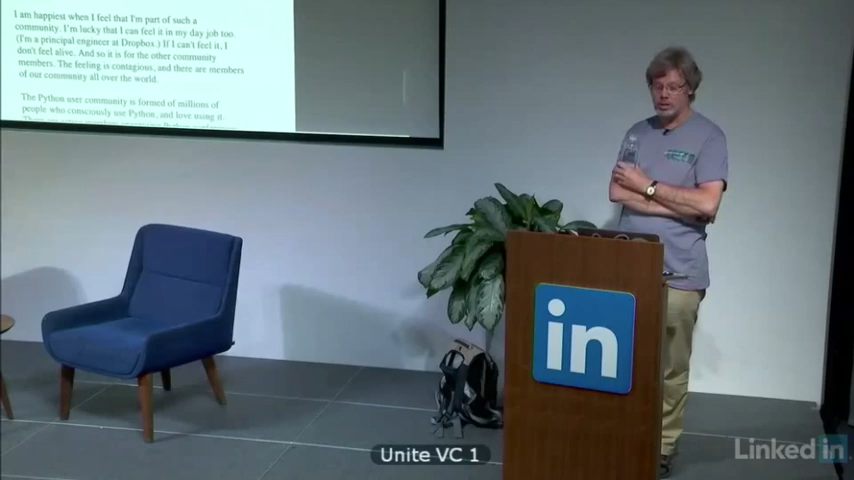 I am happiest when I feel that I'm part of such a
community. I'm lucky that I can feel it in my day job too.
(I'm a principal engineer at Dropbox.) If I can't feel it, I
don't feel alive. And so it is for the other community
members. The feeling is contagious, and there are members
of our community all over the world.
The Python user community is formed of millions of
people who consciously use Python, and love using it.
in
Unite VC 1
Linked in